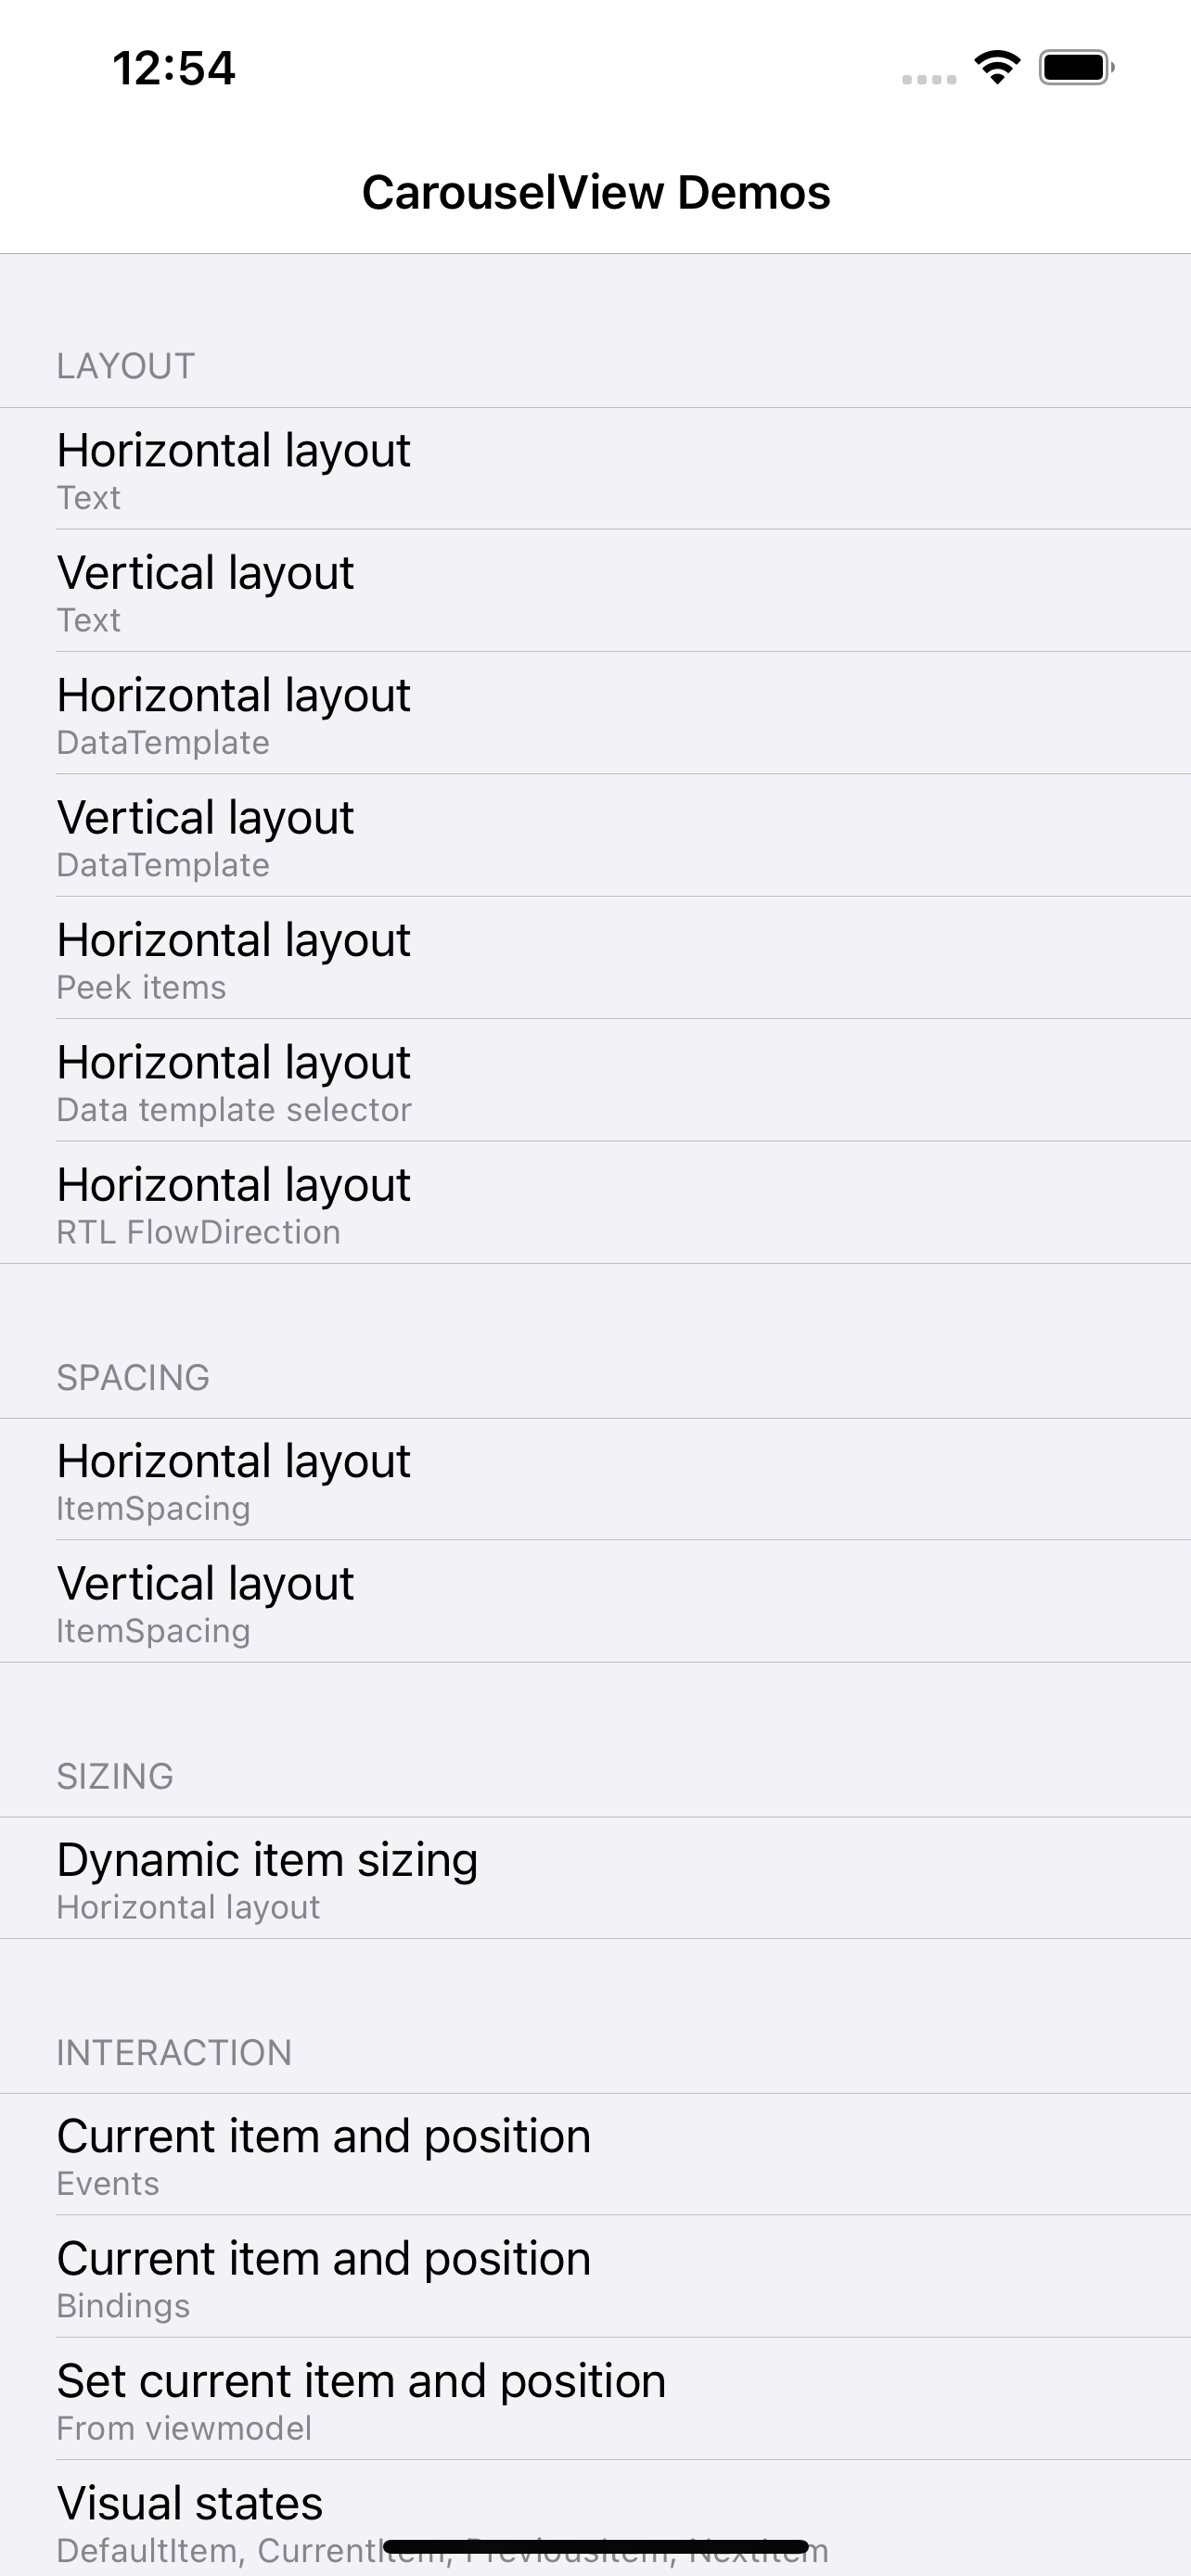 12:54
CarouselView Demos
LAYOUT
Horizontal layout
Text
Vertical layout
Text
Horizontal layout
DataTemplate
Vertical layout
DataTemplate
Horizontal layout
Peek items
Horizontal layout
Data template selector
Horizontal layout
RTL FlowDirection
SPACING
Horizontal layout
ItemSpacing
Vertical layout
ItemSpacing
SIZING
Dynamic item sizing
Horizontal layout
INTERACTION
Current item and position
Events
Current item and position
Bindings
Set current item and position
From viewmodel
Visual states
DefaultItem, CurrentItem, PreviousItem, NextItem